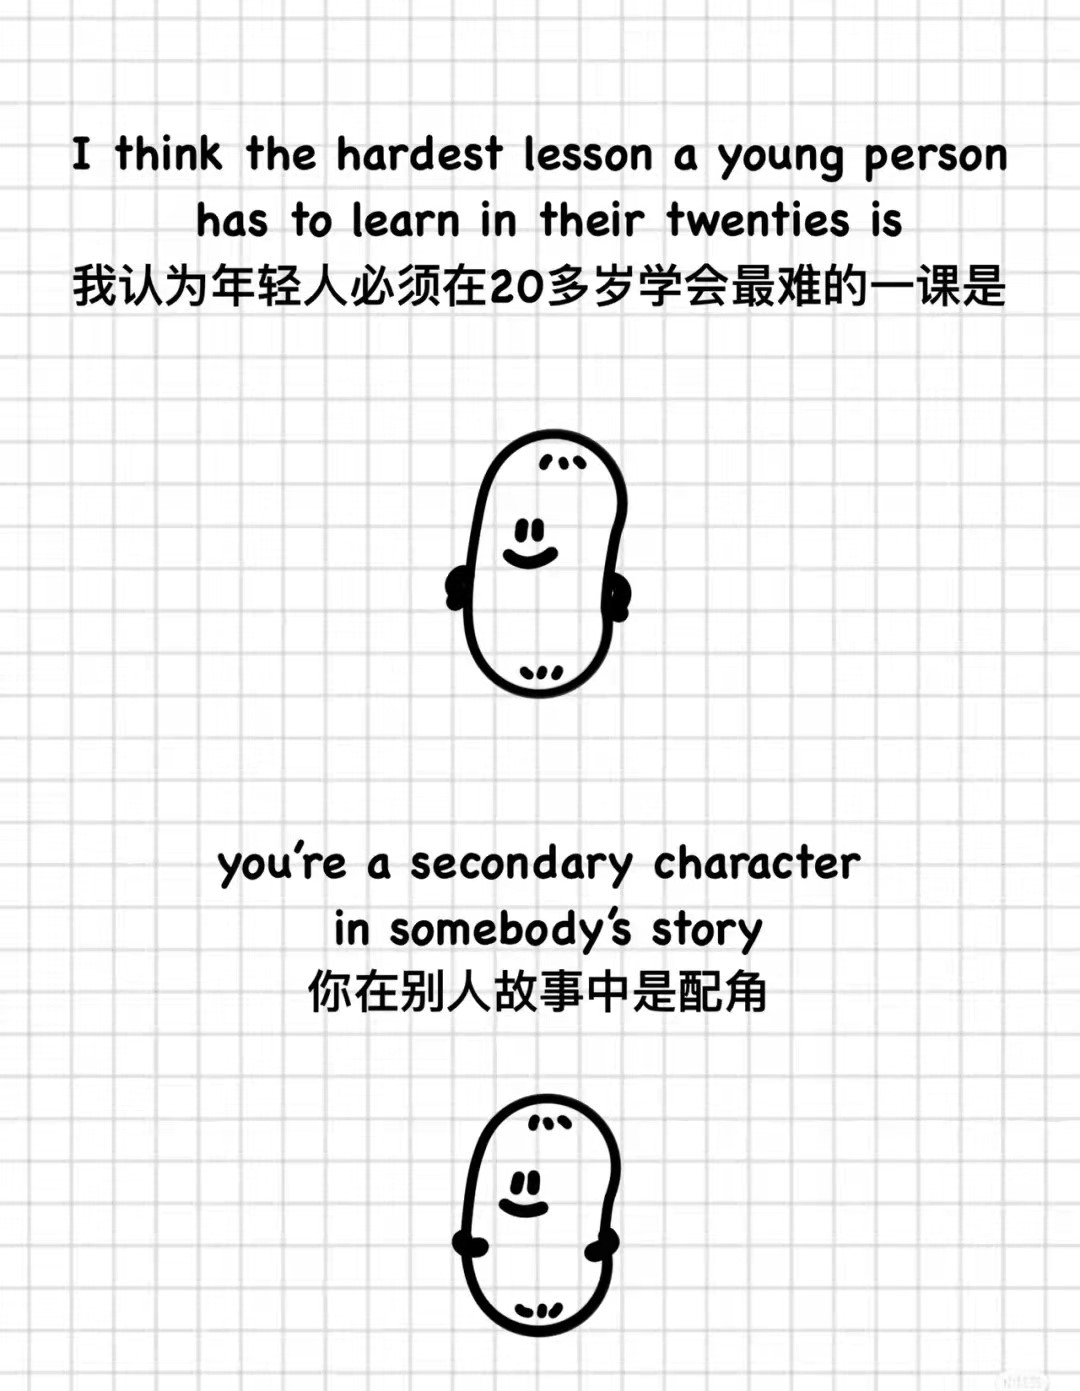 I think the hardest lesson a young person
has to learn in their twenties is
我认为年轻人必须在20多岁学会最难的一课是
you're a secondary character
in somebody's story
你在别人故事中是配角